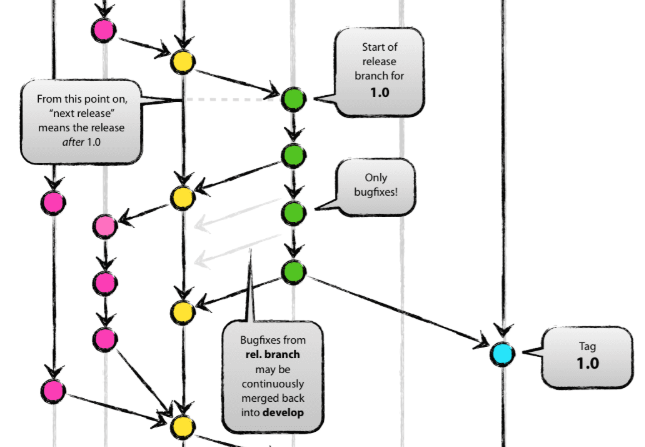 Start of
release
branch for
1.0
From this point on,
“next release”
means the release
after 1.0
Only
bugfixes!
Bugfixes from
rel. branch
may be
continuously
merged back
into develop
Tag
1.0